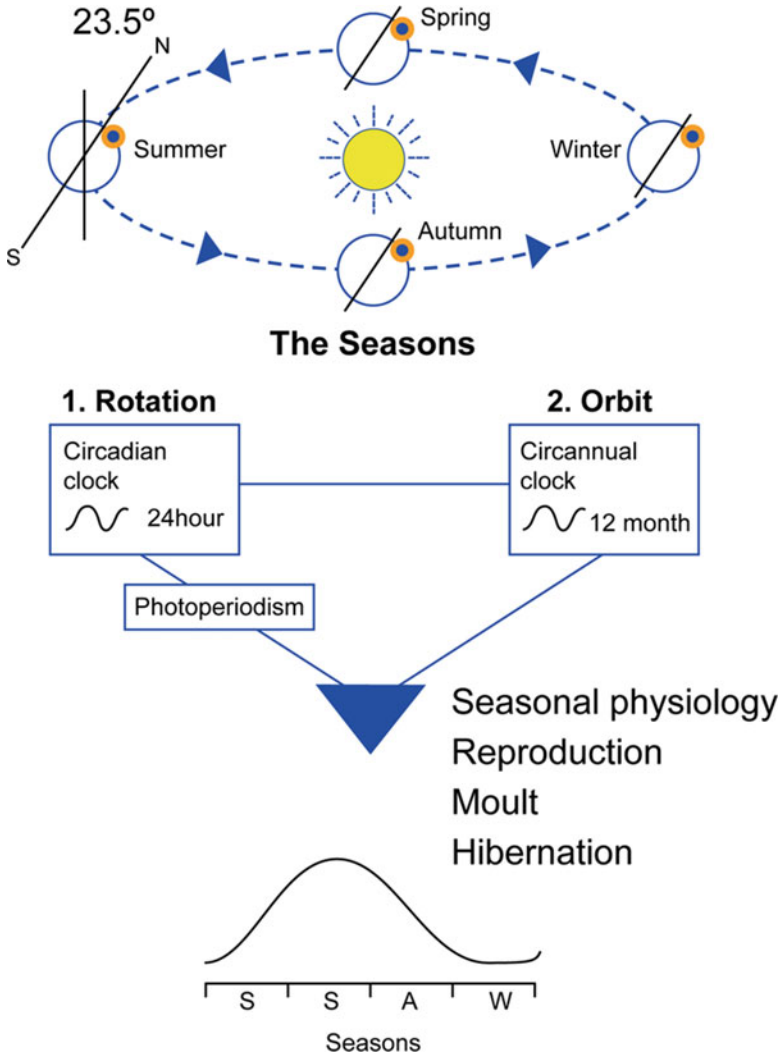 23.5º
N
Spring
Summer
Winter
S
Autumn
The Seasons
1. Rotation
2. Orbit
Circadian
clock
24hour
Circannual
clock
12 month
Photoperiodism
Seasonal physiology
Reproduction
Moult
Hibernation
S S A W
Seasons